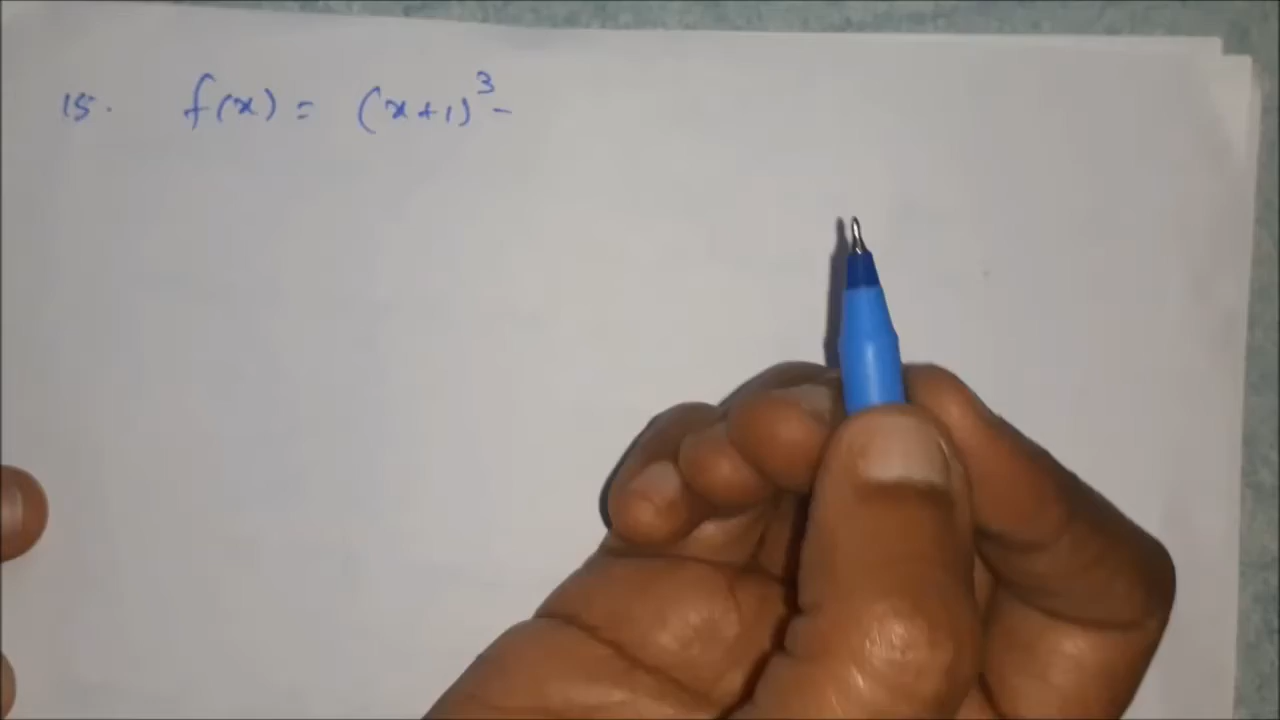 15. f(x) = (x+1)³ -